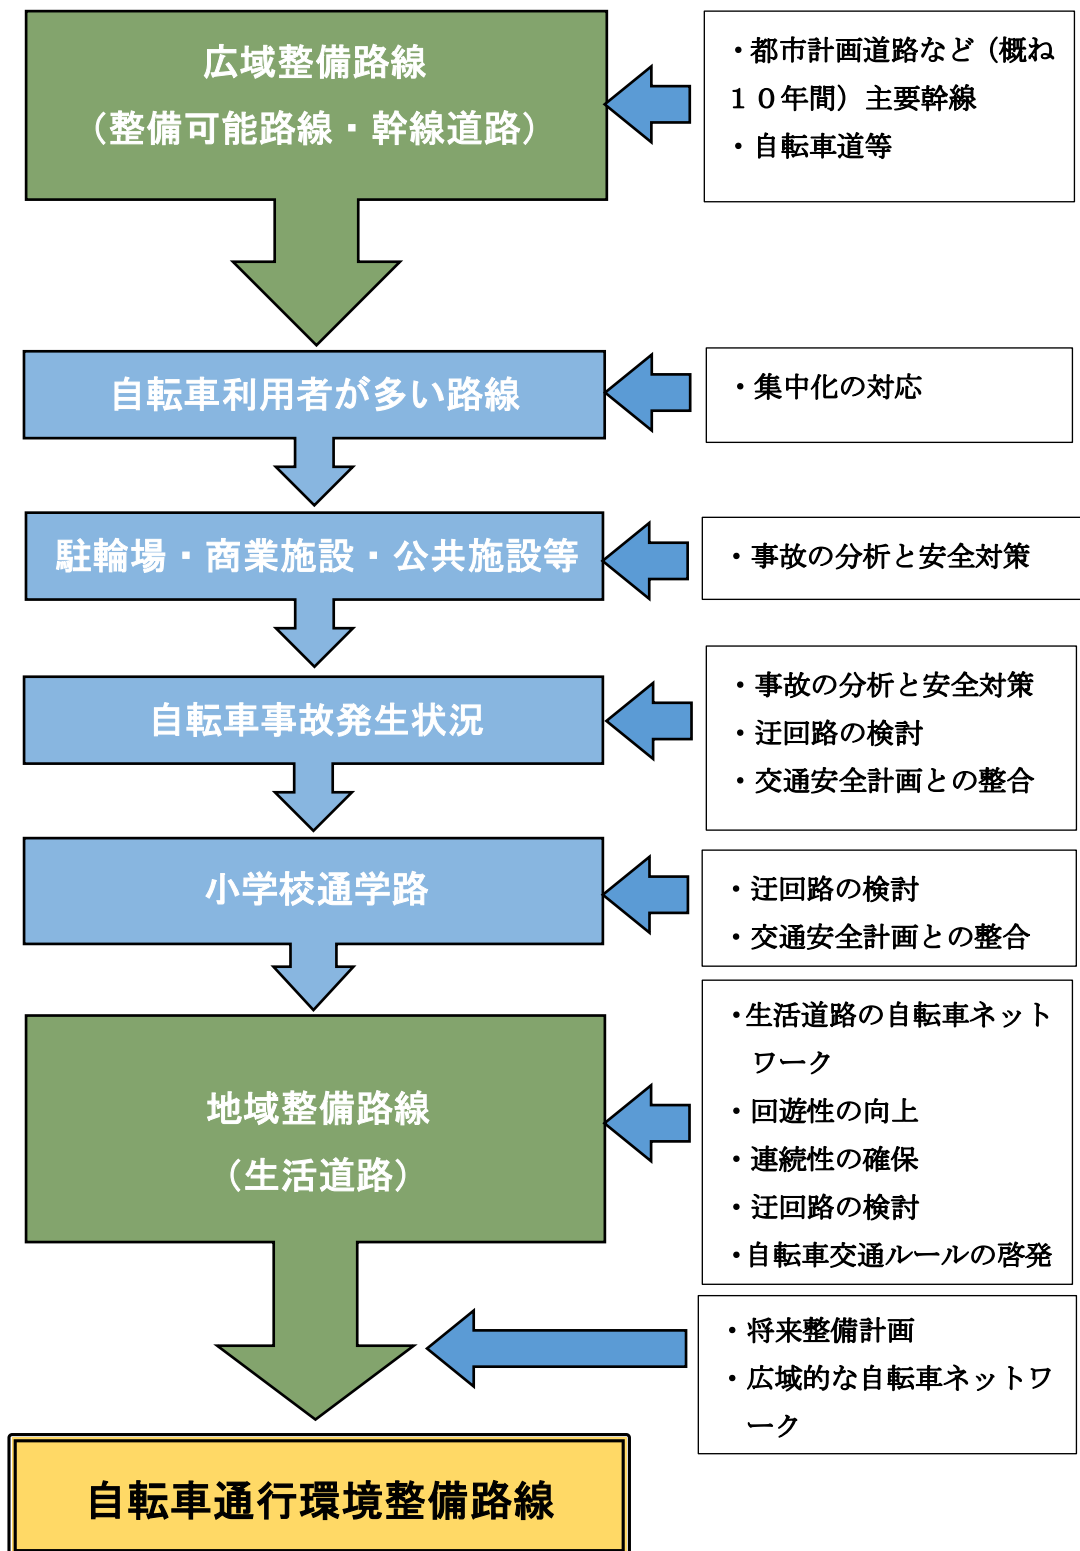 広域整備路線
（整備可能路線・幹線道路）
・都市計画道路など（概ね
１０年間）主要幹線
・自転車道等
自転車利用者が多い路線
・集中化の対応
駐輪場・商業施設・公共施設等
・事故の分析と安全対策
自転車事故発生状況
・事故の分析と安全対策
・迂回路の検討
・交通安全計画との整合
小学校通学路
・迂回路の検討
・交通安全計画との整合
地域整備路線
（生活道路）
・生活道路の自転車ネット
ワーク
・回遊性の向上
・連続性の確保
・迂回路の検討
・自転車交通ルールの啓発
・将来整備計画
・広域的な自転車ネットワ
ーク
自転車通行環境整備路線